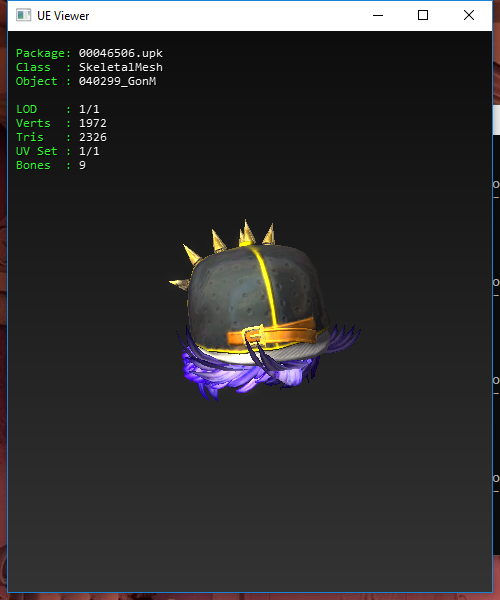 UE Viewer
Package: 00046506.upk
Class : SkeletalMesh
Object : 040299_GonM
LOD : 1/1
Verts : 1972
Tris : 2326
UV Set : 1/1
Bones : 9